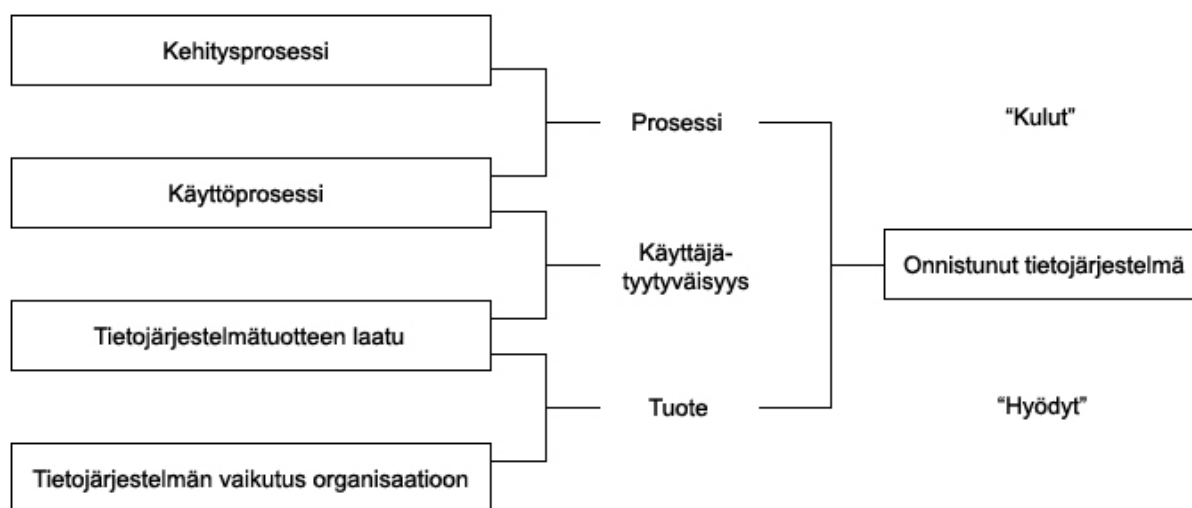 Kehitysprosessi
Prosessi
“Kulut”
Käyttöprosessi
Käyttäjä-
tyytyväisyys
Onnistunut tietojärjestelmä
Tietojärjestelmätuotteen laatu
Tuote
“Hyödyt”
Tietojärjestelmän vaikutus organisaatioon